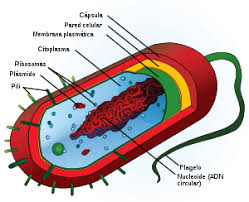 Cápsula
Pared celular
Membrana plasmática
Citoplasma
Ribosomas
Plásmido
Pili
Flagelo
Nucleoide (ADN
circular)